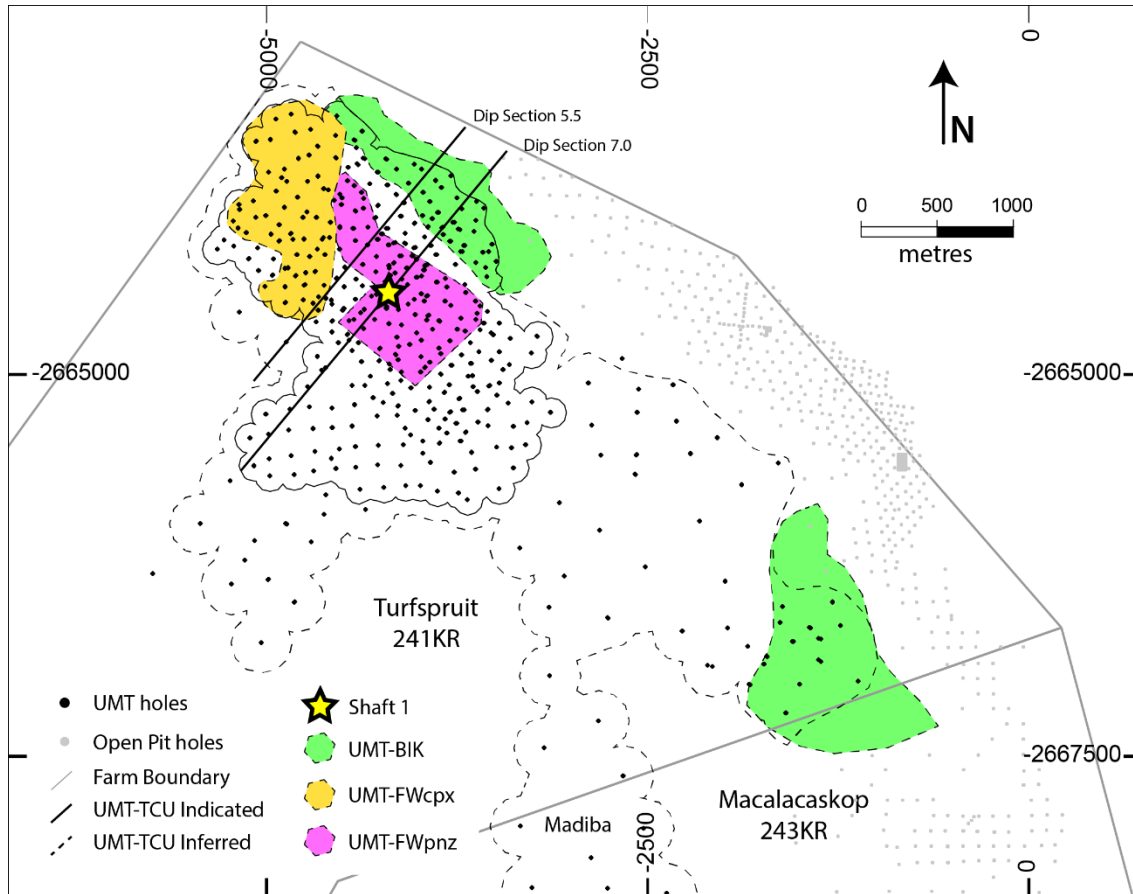 -5000
-2500
0
Dip Section 5.5
Dip Section 7.0
N
0 500 1000
metres
-2665000
-2665000
Turfspruit
241KR
UMT holes
Open Pit holes
Farm Boundary
UMT-TCU Indicated
UMT-TCU Inferred
Shaft 1
UMT-BIK
UMT-FWcpx
UMT-FWpnz
-2667500
Macalacaskop
243KR
Madiba
-2500
0